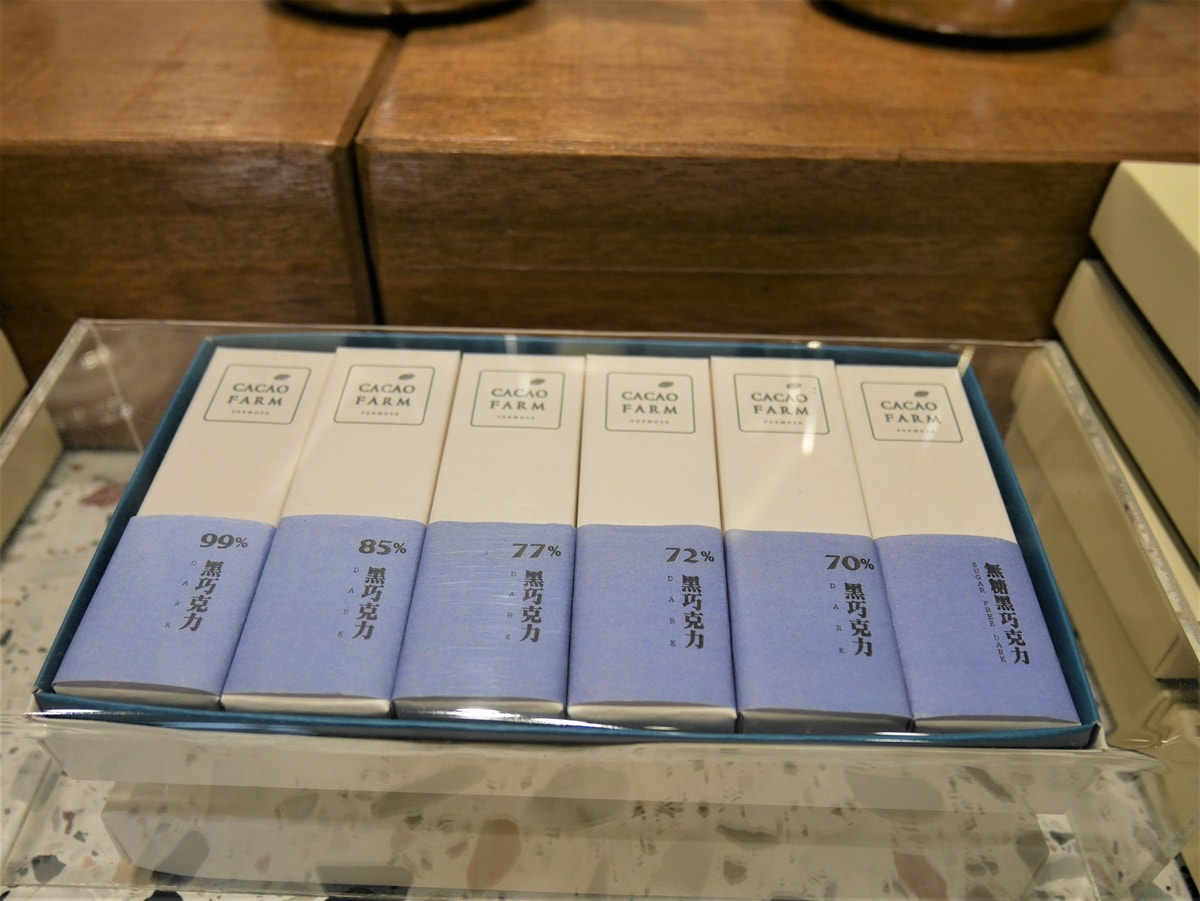 CACAO
FARM
FORMOSA
99%
黑巧克力
DARK
CACAO
FARM
FORMOSA
85%
黑巧克力
DARK
CACAO
FARM
FORMOSA
77%
黑巧克力
DARK
CACAO
FARM
FORMOSA
72%
黑巧克力
DARK
CACAO
FARM
FORMOSA
70%
黑巧克力
DARK
CACAO
FARM
FORMOSA
無糖黑巧克力
SUGAR FREE DARK